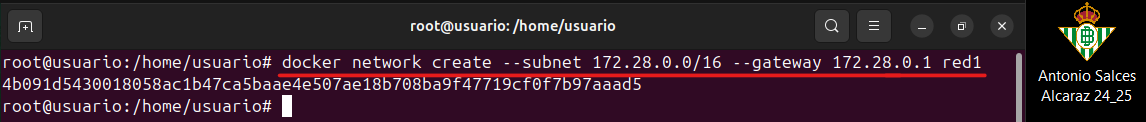 root@usuario: /home/usuario
root@usuario:/home/usuario# docker network create --subnet 172.28.0.0/16 --gateway 172.28.0.1 red1
4b091d5430018058ac1b47ca5baae4e507ae18b708ba9f47719cf0f7b97aaad5
root@usuario:/home/usuario#
Antonio Salces
Alcaraz 24_25